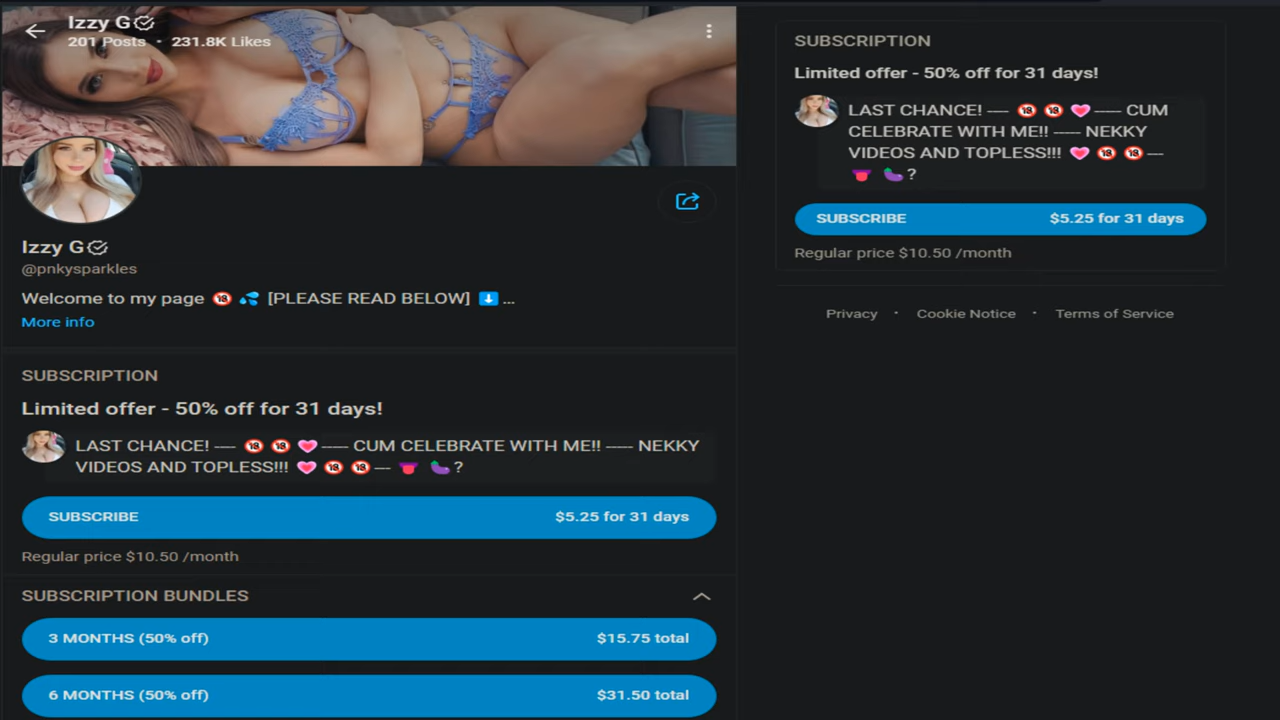 Izzy G
201 Posts · 231.8K Likes
Izzy G
@pnkysparkles
Welcome to my page 🔞 💦 [PLEASE READ BELOW] ⬇️ ...
More info
SUBSCRIPTION
Limited offer - 50% off for 31 days!
LAST CHANCE! ---- 🔞 🔞 💗 ----- CUM CELEBRATE WITH ME!! ----- NEKKY
VIDEOS AND TOPLESS!!! 💗 🔞 🔞 --- 👅 🍆 ?
SUBSCRIBE $5.25 for 31 days
Regular price $10.50 /month
SUBSCRIPTION BUNDLES
3 MONTHS (50% off) $15.75 total
6 MONTHS (50% off) $31.50 total
SUBSCRIPTION
Limited offer - 50% off for 31 days!
LAST CHANCE! ---- 🔞 🔞 💗 ----- CUM
CELEBRATE WITH ME!! ----- NEKKY
VIDEOS AND TOPLESS!!! 💗 🔞 🔞 ---
👅 🍆 ?
SUBSCRIBE $5.25 for 31 days
Regular price $10.50 /month
Privacy · Cookie Notice · Terms of Service